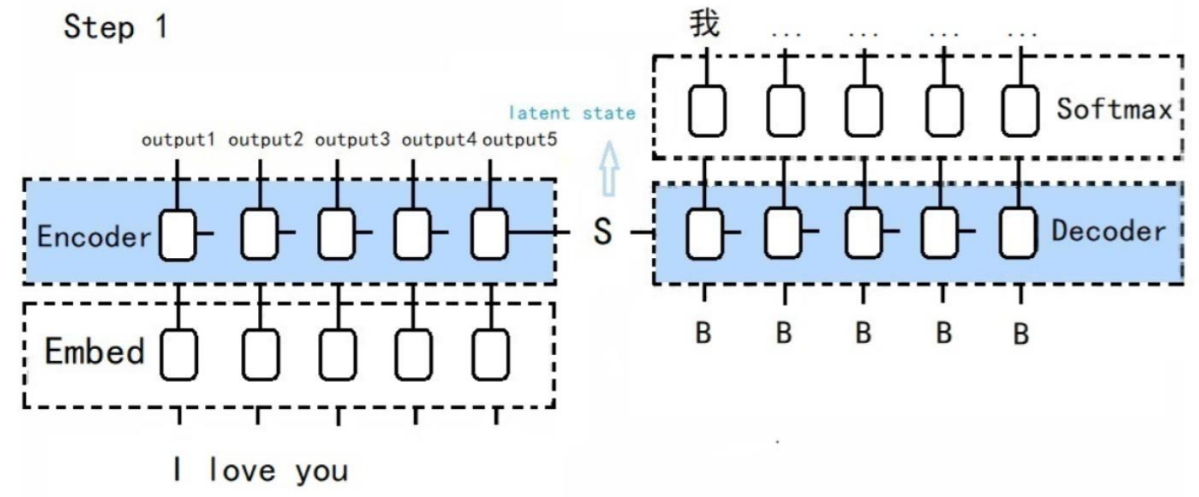 Step 1
我 ... ... ... ...
Softmax
latent state
output1 output2 output3 output4 output5
Encoder
S
Decoder
Embed
B B B B B
I love you